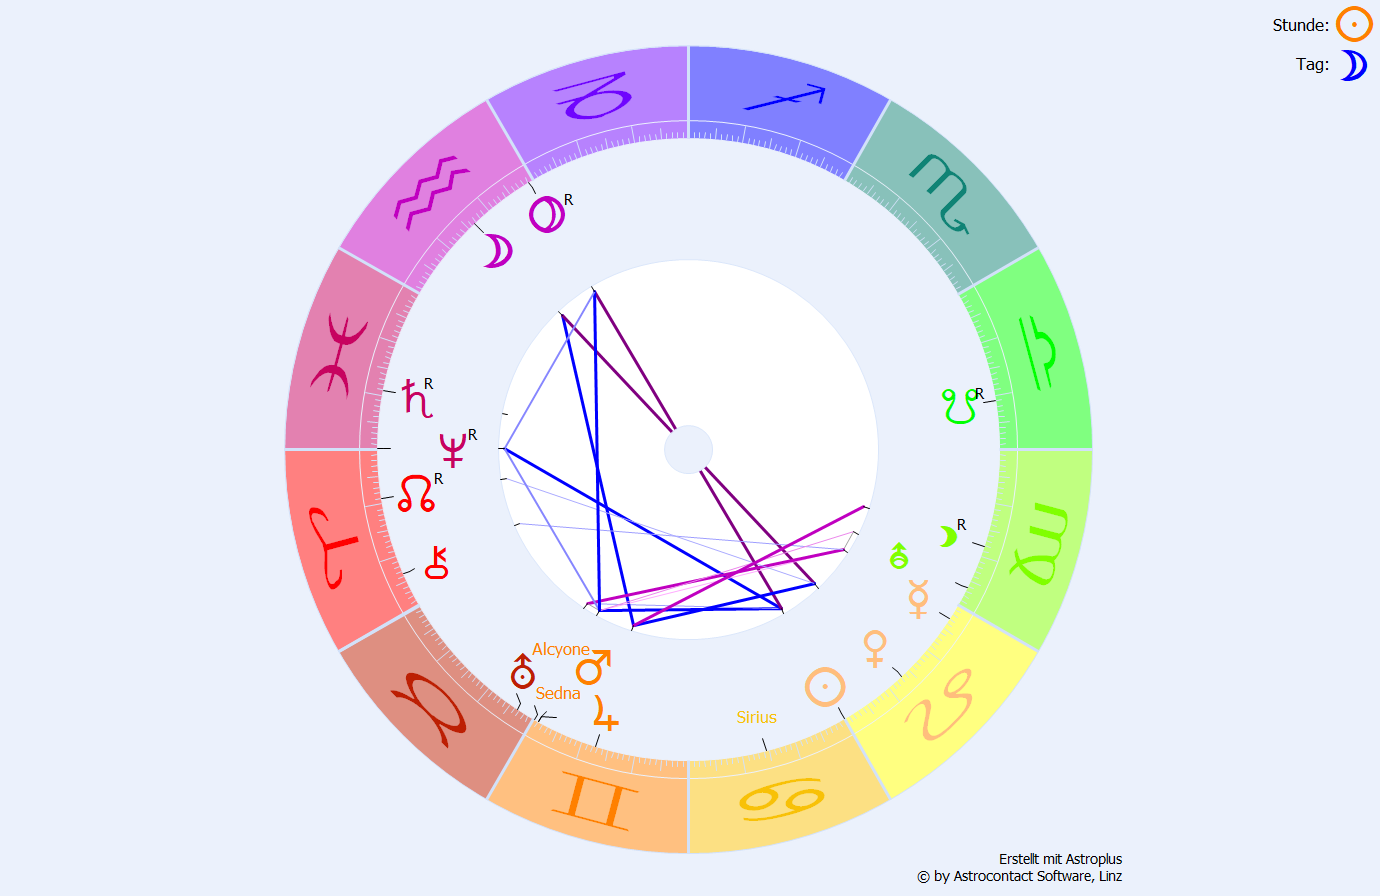 Stunde:
Tag:
R
R
R
R
R
R
Alcyone
Sedna
Sirius
Erstellt mit Astroplus
© by Astrocontact Software, Linz